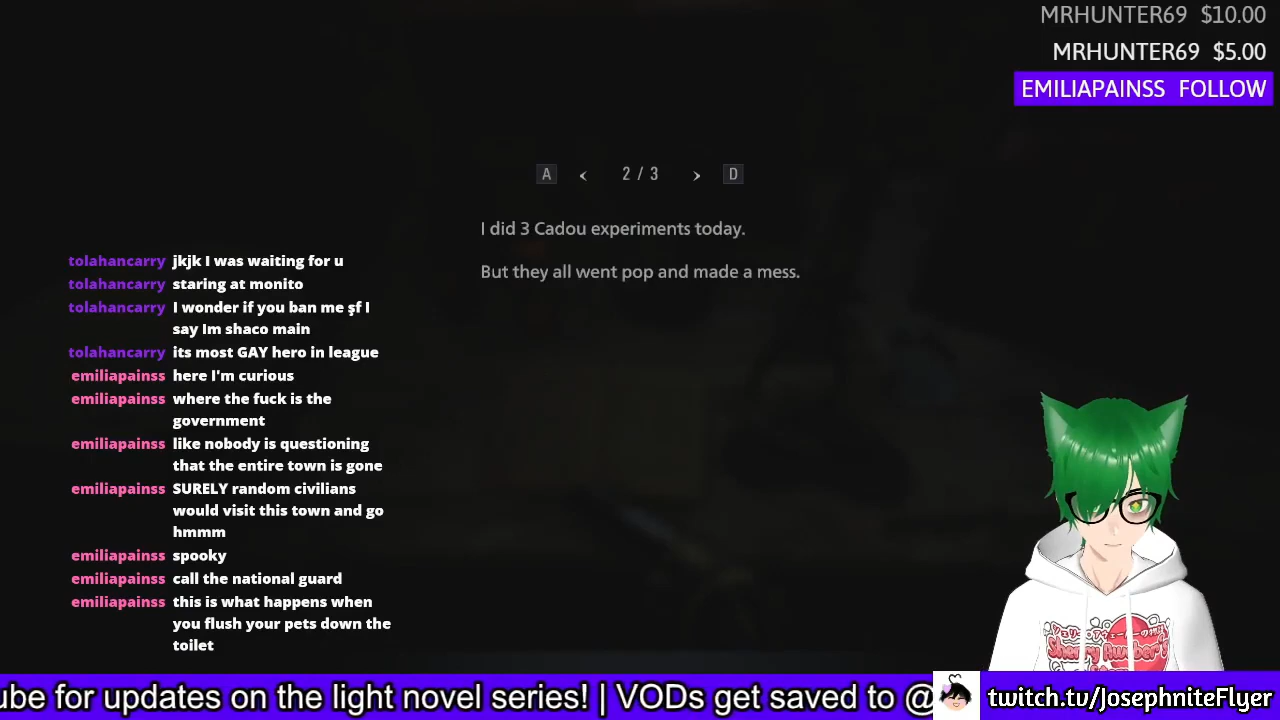 MRHUNTER69 $10.00
MRHUNTER69 $5.00
EMILIAPAINSS FOLLOW
A < 2 / 3 > D
I did 3 Cadou experiments today.
But they all went pop and made a mess.
tolahancarry jkjk I was waiting for u
tolahancarry staring at monito
tolahancarry I wonder if you ban me şf I
say Im shaco main
tolahancarry its most GAY hero in league
emiliapainss here I'm curious
emiliapainss where the fuck is the
government
emiliapainss like nobody is questioning
that the entire town is gone
emiliapainss SURELY random civilians
would visit this town and go
hmmm
emiliapainss spooky
emiliapainss call the national guard
emiliapainss this is what happens when
you flush your pets down the
toilet
ube for updates on the light novel series! | VODs get saved to @
twitch.tv/JosephniteFlyer